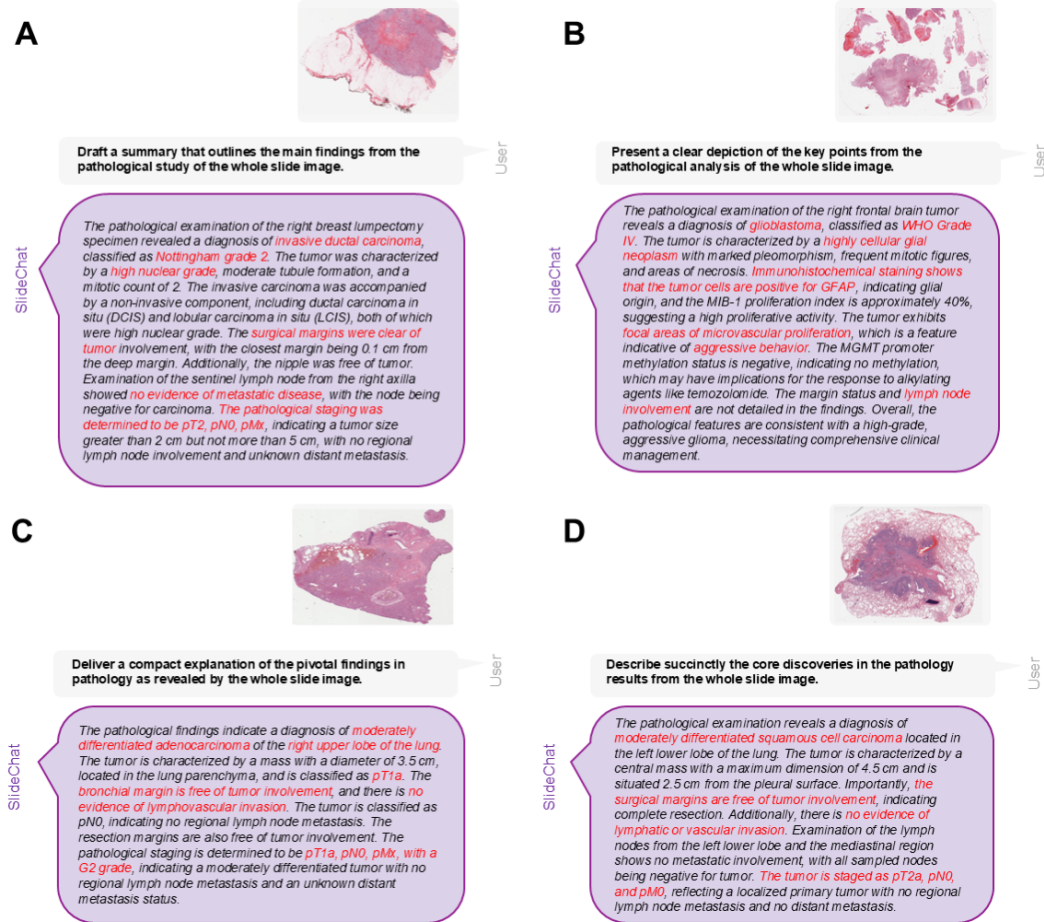 A
Draft a summary that outlines the main findings from the
pathological study of the whole slide image.
User
SlideChat
The pathological examination of the right breast lumpectomy
specimen revealed a diagnosis of invasive ductal carcinoma,
classified as Nottingham grade 2. The tumor was characterized
by a high nuclear grade, moderate tubule formation, and a
mitotic count of 2. The invasive carcinoma was accompanied
by a non-invasive component, including ductal carcinoma in
situ (DCIS) and lobular carcinoma in situ (LCIS), both of which
were high nuclear grade. The surgical margins were clear of
tumor involvement, with the closest margin being 0.1 cm from
the deep margin. Additionally, the nipple was free of tumor.
Examination of the sentinel lymph node from the right axilla
showed no evidence of metastatic disease, with the node being
negative for carcinoma. The pathological staging was
determined to be pT2, pN0, pMx, indicating a tumor size
greater than 2 cm but not more than 5 cm, with no regional
lymph node involvement and unknown distant metastasis.
B
Present a clear depiction of the key points from the
pathological analysis of the whole slide image.
User
SlideChat
The pathological examination of the right frontal brain tumor
reveals a diagnosis of glioblastoma, classified as WHO Grade
IV. The tumor is characterized by a highly cellular glial
neoplasm with marked pleomorphism, frequent mitotic figures,
and areas of necrosis. Immunohistochemical staining shows
that the tumor cells are positive for GFAP, indicating glial
origin, and the MIB-1 proliferation index is approximately 40%,
suggesting a high proliferative activity. The tumor exhibits
focal areas of microvascular proliferation, which is a feature
indicative of aggressive behavior. The MGMT promoter
methylation status is negative, indicating no methylation,
which may have implications for the response to alkylating
agents like temozolomide. The margin status and lymph node
involvement are not detailed in the findings. Overall, the
pathological features are consistent with a high-grade,
aggressive glioma, necessitating comprehensive clinical
management.
C
Deliver a compact explanation of the pivotal findings in
pathology as revealed by the whole slide image.
User
SlideChat
The pathological findings indicate a diagnosis of moderately
differentiated adenocarcinoma of the right upper lobe of the lung.
The tumor is characterized by a mass with a diameter of 3.5 cm,
located in the lung parenchyma, and is classified as pT1a. The
bronchial margin is free of tumor involvement, and there is no
evidence of lymphovascular invasion. The tumor is classified as
pN0, indicating no regional lymph node metastasis. The
resection margins are also free of tumor involvement. The
pathological staging is determined to be pT1a, pN0, pMx, with a
G2 grade, indicating a moderately differentiated tumor with no
regional lymph node metastasis and an unknown distant
metastasis status.
D
Describe succinctly the core discoveries in the pathology
results from the whole slide image.
User
SlideChat
The pathological examination reveals a diagnosis of
moderately differentiated squamous cell carcinoma located in
the left lower lobe of the lung. The tumor is characterized by a
central mass with a maximum dimension of 4.5 cm and is
situated 2.5 cm from the pleural surface. Importantly, the
surgical margins are free of tumor involvement, indicating
complete resection. Additionally, there is no evidence of
lymphatic or vascular invasion. Examination of the lymph
nodes from the left lower lobe and the mediastinal region
shows no metastatic involvement, with all sampled nodes
being negative for tumor. The tumor is staged as pT2a, pN0,
and pM0, reflecting a localized primary tumor with no regional
lymph node metastasis and no distant metastasis.